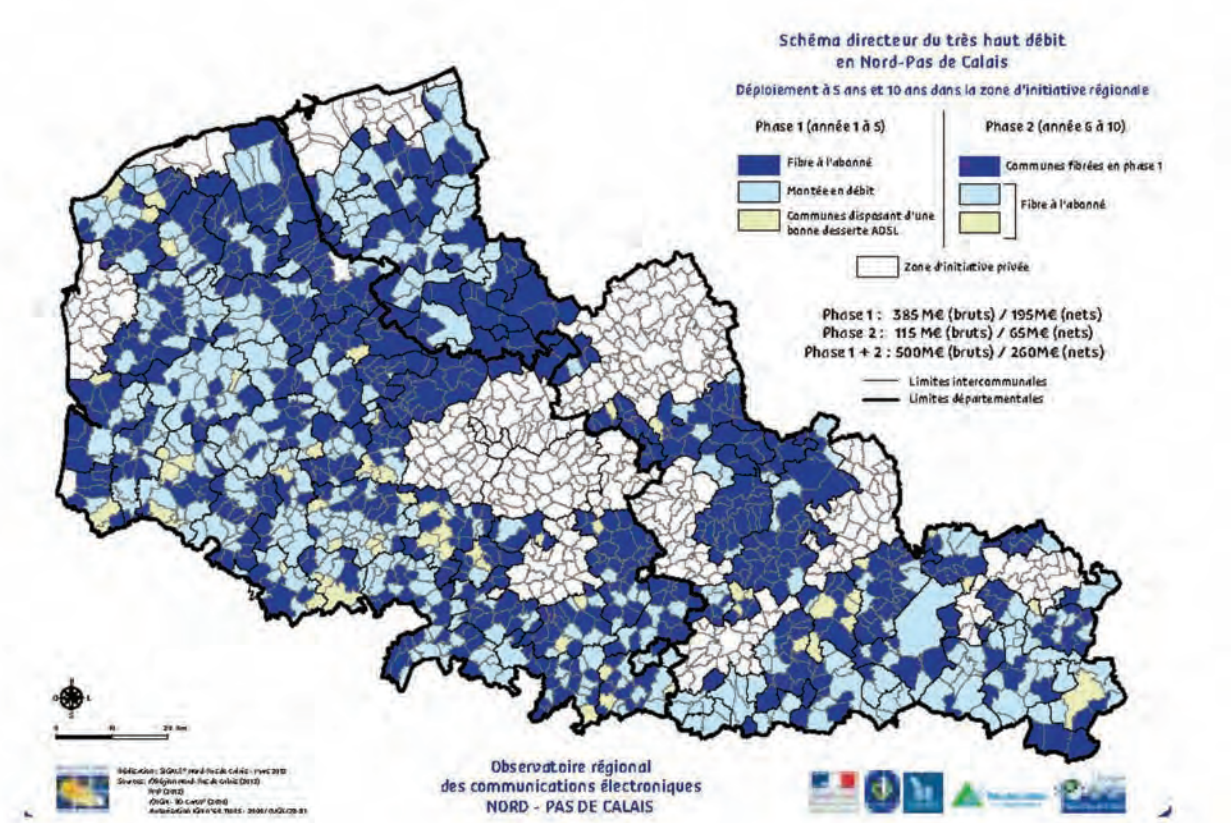 Schéma directeur du très haut débit
en Nord-Pas de Calais
Déploiement à 5 ans et 10 ans dans la zone d'initiative régionale
Phase 1 (année 1 à 5)
Fibre à l'abonné
Montée en débit
Communes disposant d'une
bonne desserte ADSL
Phase 2 (année 6 à 10)
Communes fibrées en phase 1
Fibre à l'abonné
Zone d'initiative privée
Phase 1 : 385 M€ (bruts) / 195M€ (nets)
Phase 2 : 115 M€ (bruts) / 65M€ (nets)
Phase 1 + 2 : 500M€ (bruts) / 260M€ (nets)
Limites intercommunales
Limites départementales
Observatoire régional
des communications électroniques
NORD - PAS DE CALAIS